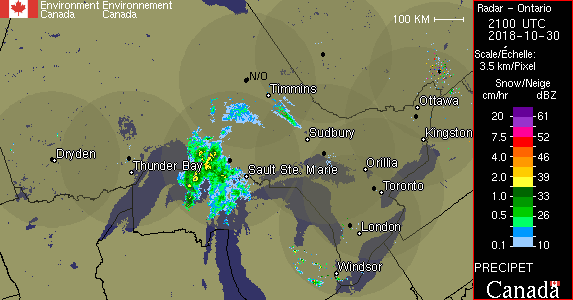 Environment Environnement
Canada Canada
100 KM
N/O
Timmins
Ottawa
Sudbury
Kingston
Dryden
Thunder Bay
Sault Ste. Marie
Orillia
Toronto
London
Windsor
Radar - Ontario
2100 UTC
2018-10-30
Scale/Échelle:
3.5 km/Pixel
Snow/Neige
cm/hr dBZ
20 61
7.5 52
4.0 46
2.0 39
1.0 33
0.5 26
0.1 10
PRECIPET
Canada